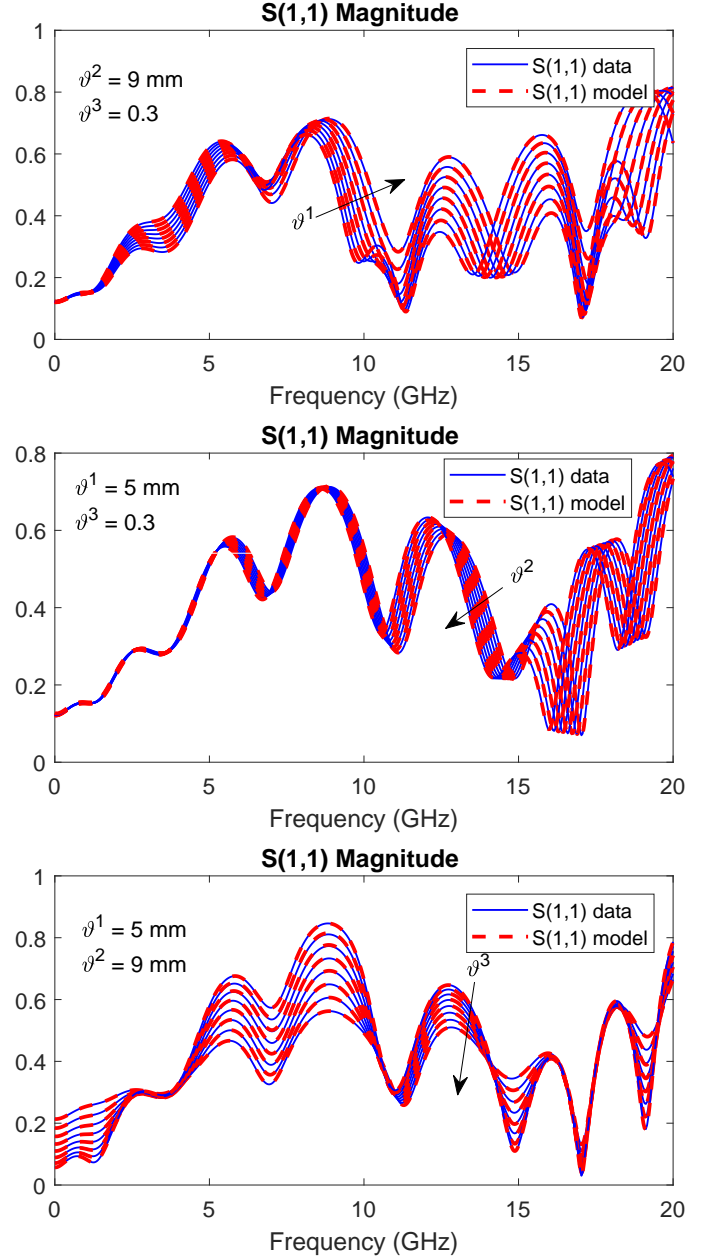 S(1,1) Magnitude
1
0.8
0.6
0.4
0.2
0
ϑ² = 9 mm
ϑ³ = 0.3
S(1,1) data
S(1,1) model
ϑ¹
0 5 10 15 20
Frequency (GHz)
S(1,1) Magnitude
0.8
0.6
0.4
0.2
0
ϑ¹ = 5 mm
ϑ³ = 0.3
S(1,1) data
S(1,1) model
ϑ²
0 5 10 15 20
Frequency (GHz)
S(1,1) Magnitude
1
0.8
0.6
0.4
0.2
0
ϑ¹ = 5 mm
ϑ² = 9 mm
S(1,1) data
S(1,1) model
ϑ³
0 5 10 15 20
Frequency (GHz)